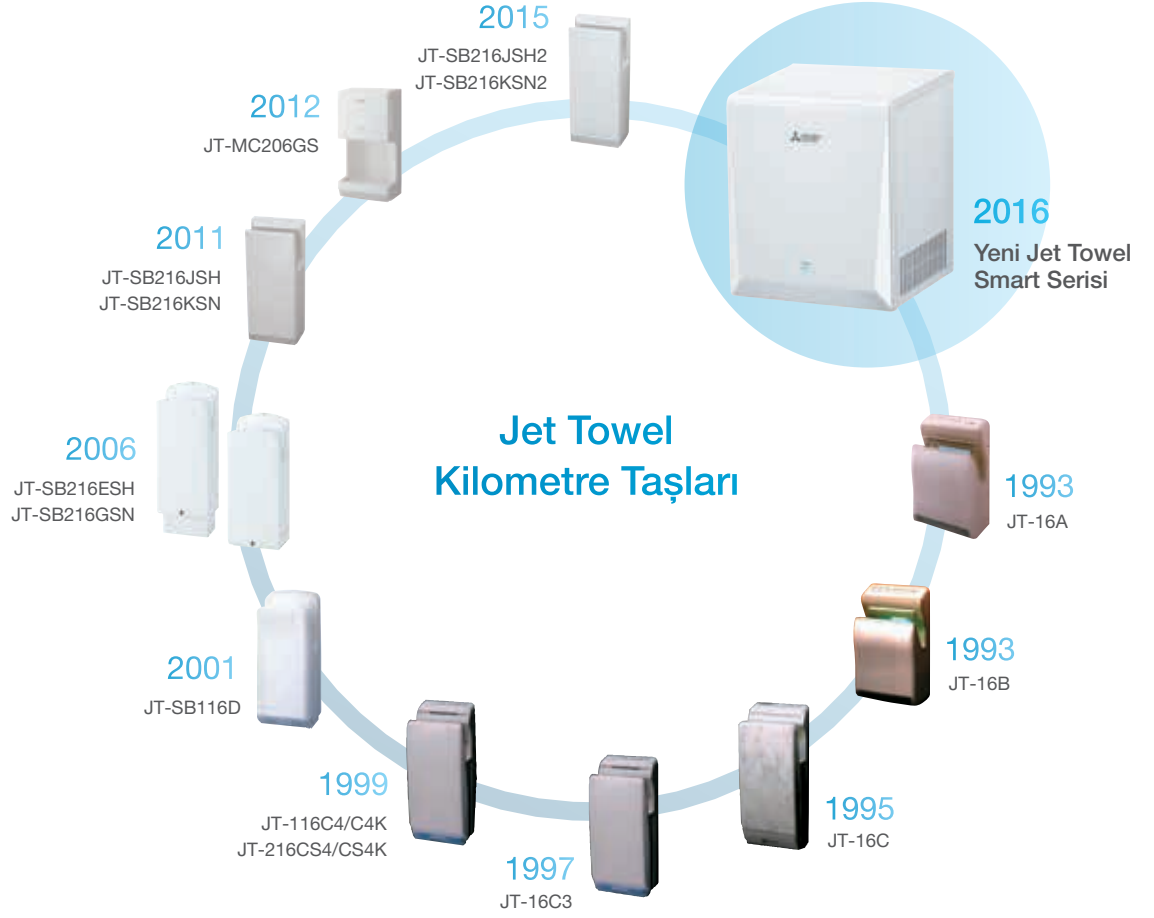 Jet Towel
Kilometre Taşları
1993
JT-16A
1993
JT-16B
1995
JT-16C
1997
JT-16C3
1999
JT-116C4/C4K
JT-216CS4/CS4K
2001
JT-SB116D
2006
JT-SB216ESH
JT-SB216GSN
2011
JT-SB216JSH
JT-SB216KSN
2012
JT-MC206GS
2015
JT-SB216JSH2
JT-SB216KSN2
2016
Yeni Jet Towel
Smart Serisi